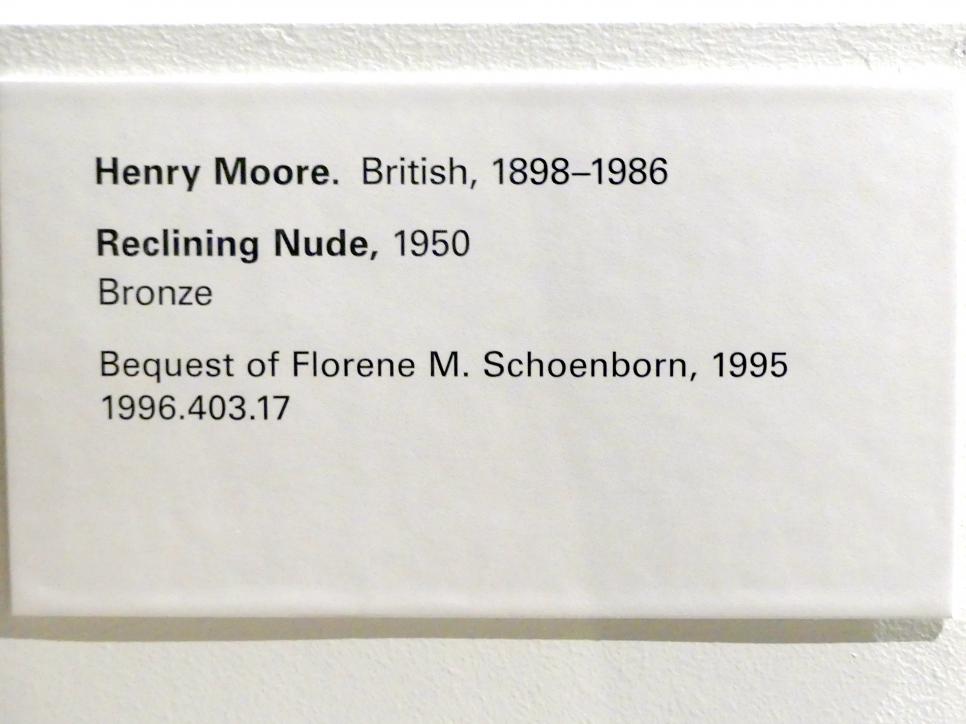 Henry Moore. British, 1898–1986
Reclining Nude, 1950
Bronze
Bequest of Florene M. Schoenborn, 1995
1996.403.17